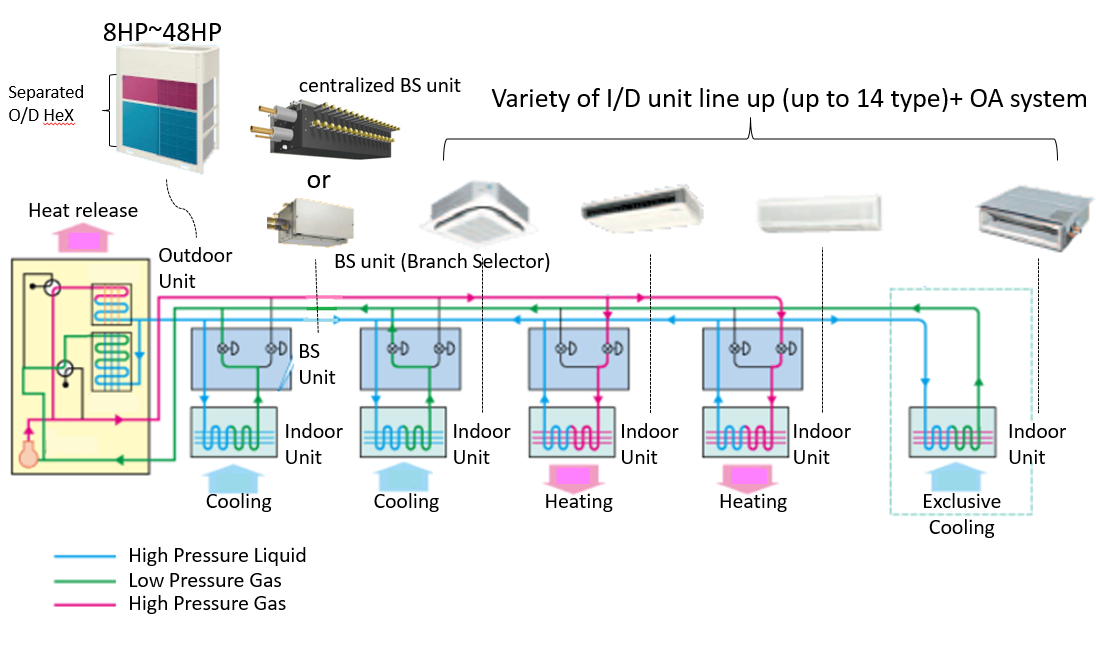 8HP~48HP
Separated
O/D HeX
centralized BS unit
or
Variety of I/D unit line up (up to 14 type)+ OA system
Heat release
Outdoor
Unit
BS unit (Branch Selector)
BS
Unit
Indoor
Unit
Indoor
Unit
Indoor
Unit
Indoor
Unit
Indoor
Unit
Cooling
Cooling
Heating
Heating
Exclusive
Cooling
High Pressure Liquid
Low Pressure Gas
High Pressure Gas